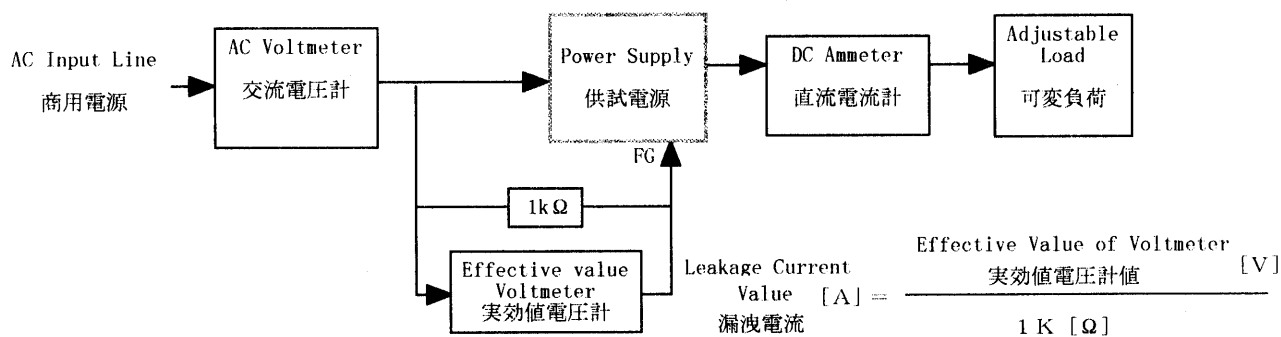 AC Input Line
商用電源
AC Voltmeter
交流電圧計
Power Supply
供試電源
DC Ammeter
直流電流計
Adjustable
Load
可変負荷
FG
1kΩ
Effective value
Voltmeter
実効値電圧計
Leakage Current
Value [A] =
漏洩電流
Effective Value of Voltmeter
実効値電圧計値 [V]
1 K [Ω]